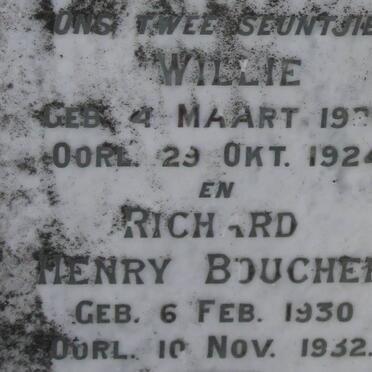 ONS TWEE SEUNTJIE
WILLIE
GEB. 4 MAART
OORL. 29 OKT. 1924
EN
RICHARD
HENRY BOUCHER
GEB. 6 FEB. 1930
OORL. 10 NOV. 1932.